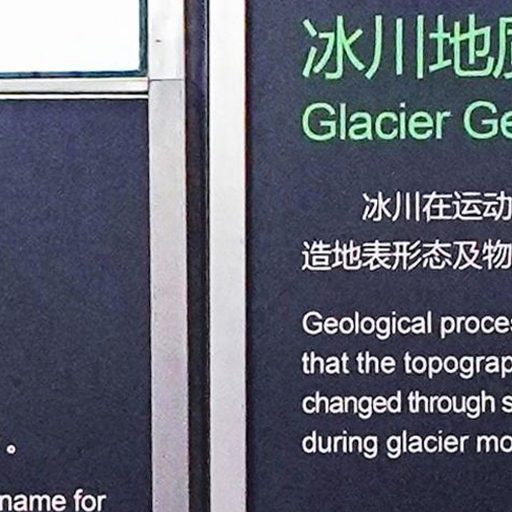 。
name for
冰川地
Glacier Ge
冰川在运动
造地表形态及物
Geological proces
that the topograp
changed through s
during glacier mo